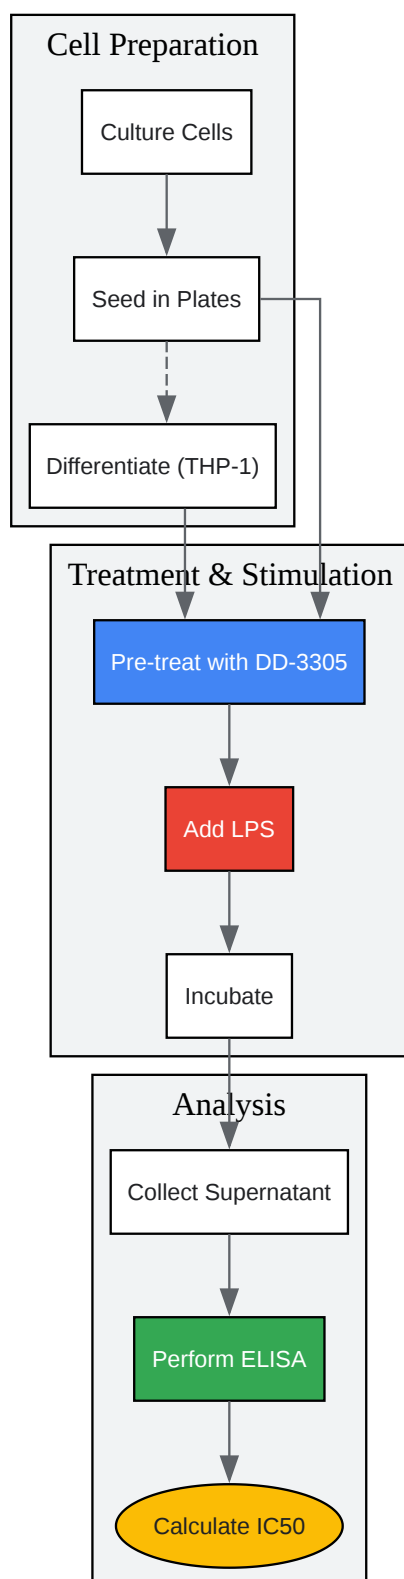 Cell Preparation
Culture Cells
Seed in Plates
Differentiate (THP-1)
Treatment & Stimulation
Pre-treat with DD-3305
Add LPS
Incubate
Analysis
Collect Supernatant
Perform ELISA
Calculate IC50